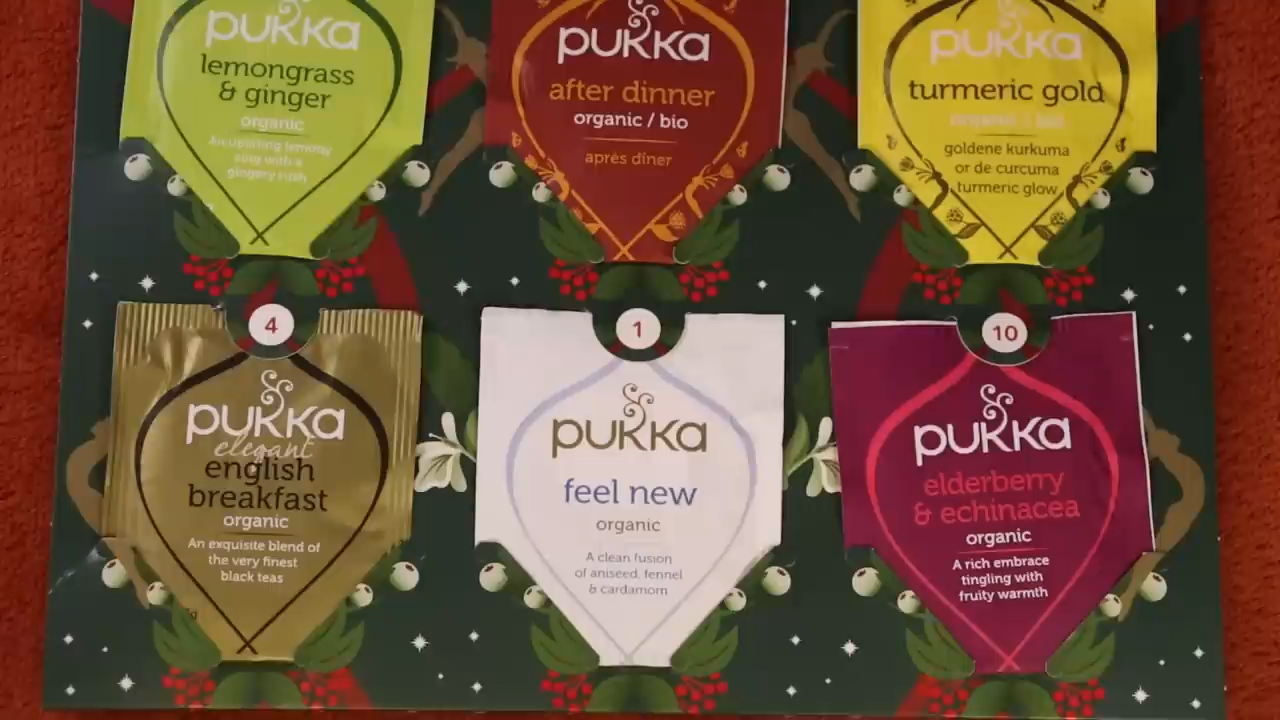 pukka
lemongrass
& ginger
organic
An uplifting lemony
zing with a
gingery rush
pukka
after dinner
organic / bio
après dîner
pukka
turmeric gold
organic / bio
goldene kurkuma
or de curcuma
turmeric glow
4
pukka
elegant
english
breakfast
organic
An exquisite blend of
the very finest
black teas
1
pukka
feel new
organic
A clean fusion
of aniseed, fennel
& cardamom
10
pukka
elderberry
& echinacea
organic
A rich embrace
tingling with
fruity warmth